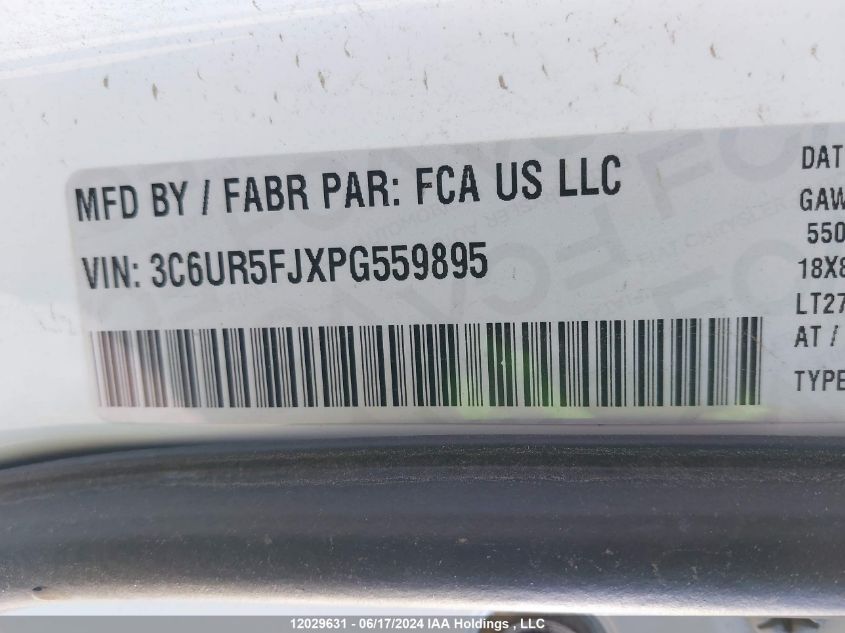 MFD BY / FABR PAR: FCA US LLC
VIN: 3C6UR5FJXPG559895
DAT
GAW
550
18X8
LT27
AT /
TYPE
12029631 - 06/17/2024 IAA Holdings , LLC